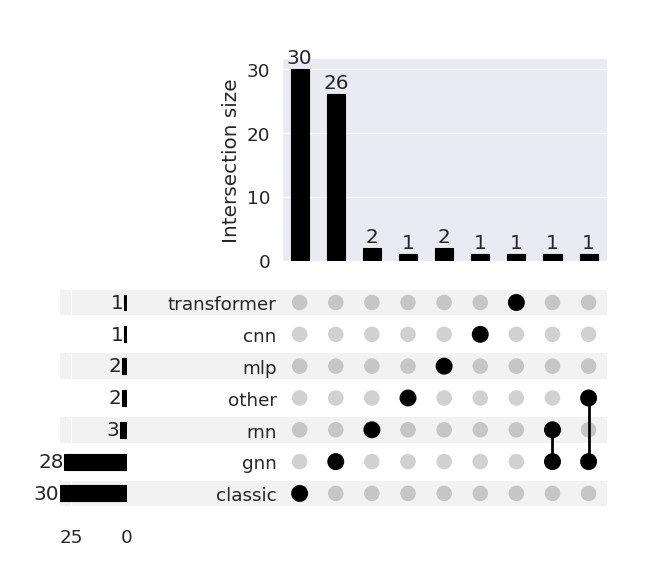 30
30
26
20
10
2
1
2
1
1
1
1
0
Intersection size
1 transformer
1 cnn
2 mlp
2 other
3 rnn
28 gnn
30 classic
25 0